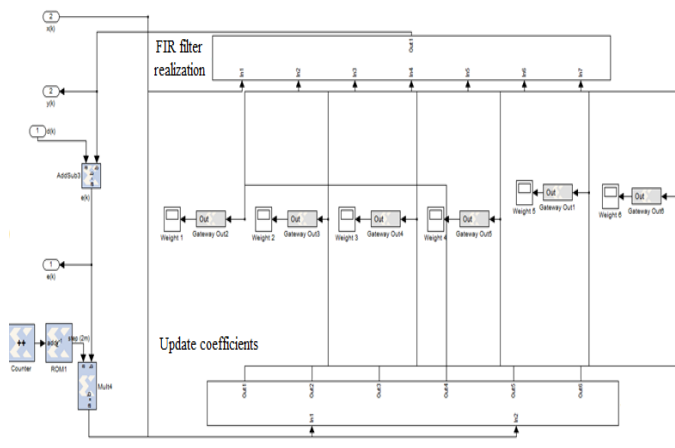 2
x(k)
FIR filter
realization
Out1
In1
In2
In3
In4
In5
In6
In7
2
y(k)
1
d(k)
AddSub3
a
b
e(k)
Out
Weight 1
Gateway Out2
Out
Weight 2
Gateway Out3
Out
Weight 3
Gateway Out4
Out
Weight 4
Gateway Out5
Out
Weight 5
Gateway Out1
Out
Weight 6
Gateway Out6
1
e(k)
Update coefficients
++
Counter
ROM1
step (2m)
a
b
Mult4
Out1
Out2
Out3
Out4
Out5
Out6
In1
In2